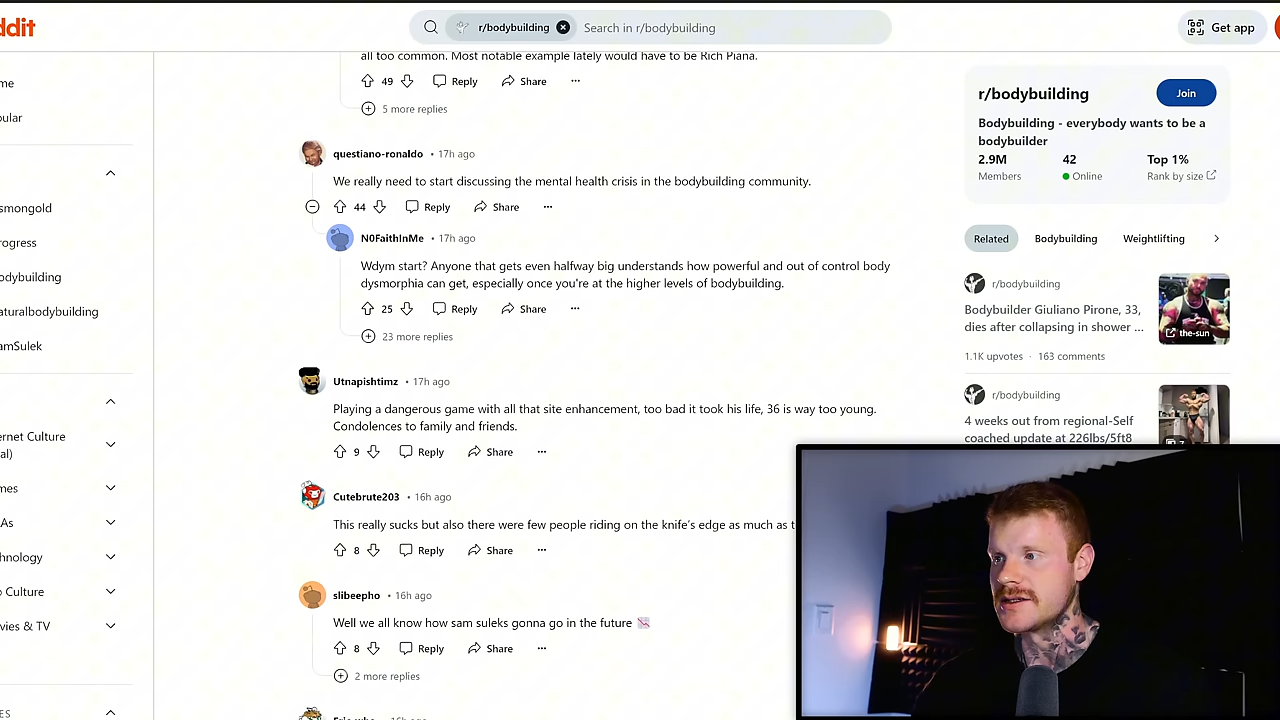 ddit
r/bodybuilding
Search in r/bodybuilding
Get app
all too common. Most notable example lately would have to be Rich Piana.
49
Reply
Share
5 more replies
questiano-ronaldo • 17h ago
We really need to start discussing the mental health crisis in the bodybuilding community.
44
Reply
Share
N0FaithInMe • 17h ago
Wdym start? Anyone that gets even halfway big understands how powerful and out of control body
dysmorphia can get, especially once you're at the higher levels of bodybuilding.
25
Reply
Share
23 more replies
Utnapishtimz • 17h ago
Playing a dangerous game with all that site enhancement, too bad it took his life, 36 is way too young.
Condolences to family and friends.
9
Reply
Share
Cutebrute203 • 16h ago
This really sucks but also there were few people riding on the knife's edge as much as t
8
Reply
Share
slibeepho • 16h ago
Well we all know how sam suleks gonna go in the future
8
Reply
Share
2 more replies
me
pular
smongold
rogress
odybuilding
aturalbodybuilding
amSulek
ernet Culture
al)
mes
As
hnology
o Culture
vies & TV
ES
r/bodybuilding
Join
Bodybuilding - everybody wants to be a
bodybuilder
2.9M
42
Top 1%
Members
Online
Rank by size
Related
Bodybuilding
Weightlifting
r/bodybuilding
Bodybuilder Giuliano Pirone, 33,
dies after collapsing in shower ...
the-sun
1.1K upvotes · 163 comments
r/bodybuilding
4 weeks out from regional-Self
coached update at 226lbs/5ft8